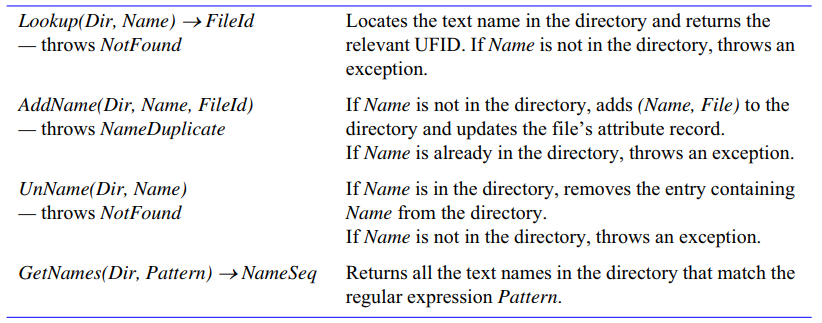 Lookup(Dir, Name) → FileId
— throws NotFound
Locates the text name in the directory and returns the
relevant UFID. If Name is not in the directory, throws an
exception.
AddName(Dir, Name, FileId)
— throws NameDuplicate
If Name is not in the directory, adds (Name, File) to the
directory and updates the file’s attribute record.
If Name is already in the directory, throws an exception.
UnName(Dir, Name)
— throws NotFound
If Name is in the directory, removes the entry containing
Name from the directory.
If Name is not in the directory, throws an exception.
GetNames(Dir, Pattern) → NameSeq
Returns all the text names in the directory that match the
regular expression Pattern.